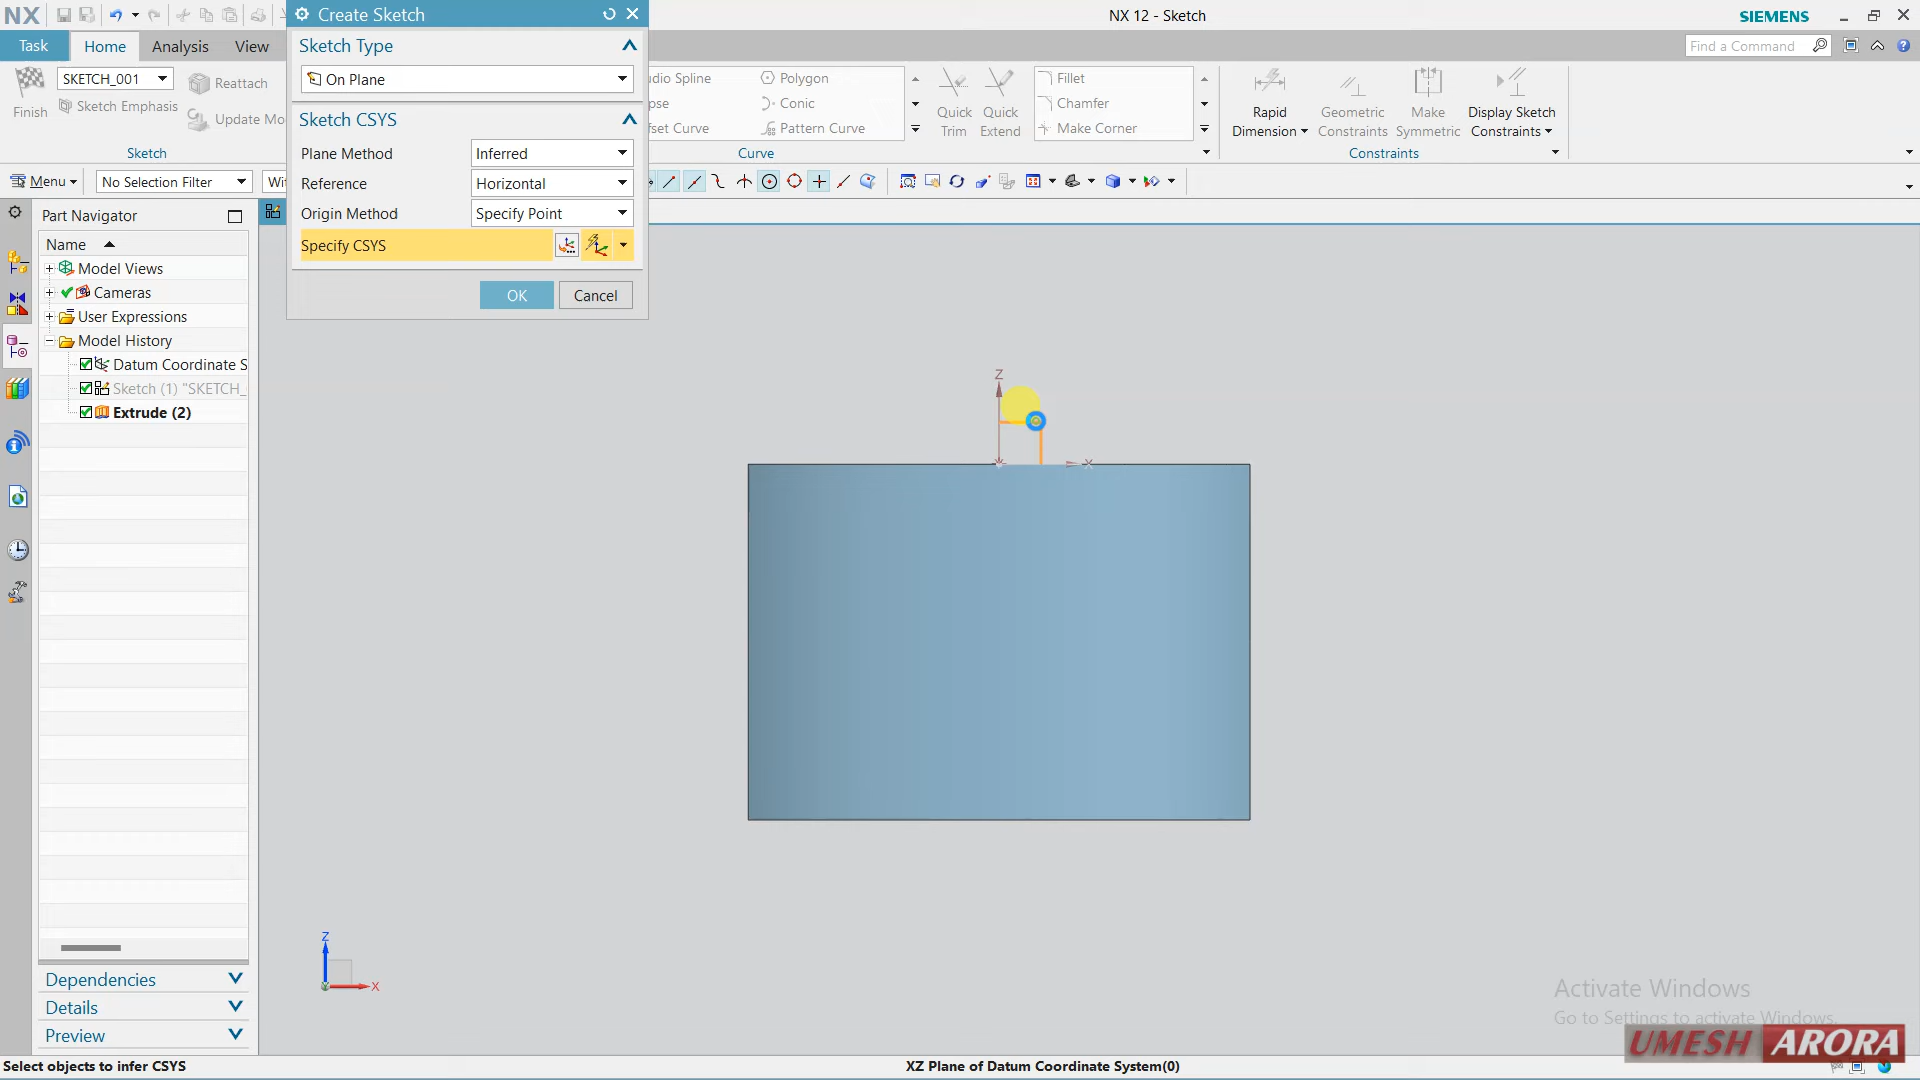 NX
Create Sketch
NX 12 - Sketch
SIEMENS
Task
Home
Analysis
View
Find a Command
Sketch Type
On Plane
Finish
SKETCH_001
Sketch Emphasis
Reattach
Update Mo
Sketch
udio Spline
pse
fset Curve
Polygon
Conic
Pattern Curve
Curve
Quick
Trim
Quick
Extend
Fillet
Chamfer
Make Corner
Rapid
Dimension
Geometric
Constraints
Make
Symmetric
Display Sketch
Constraints
Constraints
Sketch CSYS
Plane Method
Inferred
Reference
Horizontal
Origin Method
Specify Point
Specify CSYS
OK
Cancel
Menu
No Selection Filter
Wit
Part Navigator
Name
Model Views
Cameras
User Expressions
Model History
Datum Coordinate S
Sketch (1) "SKETCH_
Extrude (2)
Z
X
Z
X
Dependencies
Details
Preview
Activate Windows
Go to Settings to activate Windows.
UMESH ARORA
Select objects to infer CSYS
XZ Plane of Datum Coordinate System(0)